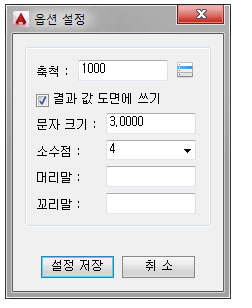 옵션 설정
축척 : 1000
결과 값 도면에 쓰기
문자 크기 : 3,0000
소수점 : 4
머리말 :
꼬리말 :
설정 저장 취 소